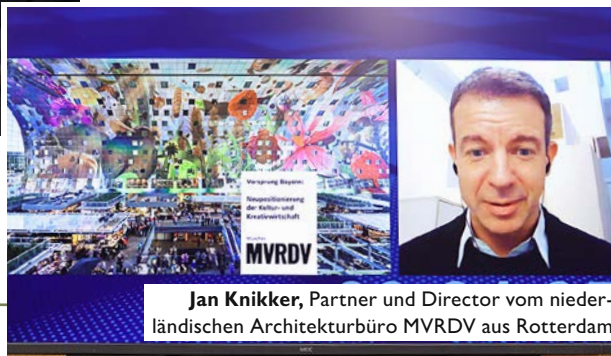 Vorsprung Bayern:
Neupositionierung
der Kultur- und
Kreativwirtschaft
MVRDV
NEC
Jan Knikker, Partner und Director vom nieder-
ländischen Architekturbüro MVRDV aus Rotterdam